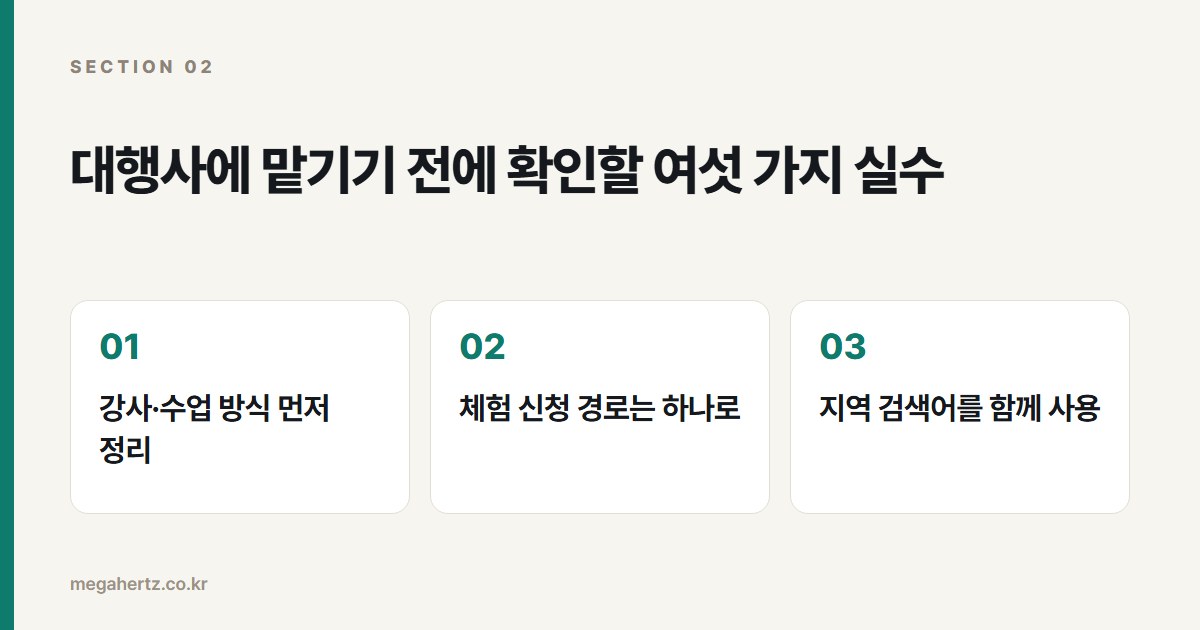 SECTION 02
대행사에 맡기기 전에 확인할 여섯 가지 실수
01
강사·수업 방식 먼저
정리
02
체험 신청 경로는 하나로
03
지역 검색어를 함께 사용
megahertz.co.kr